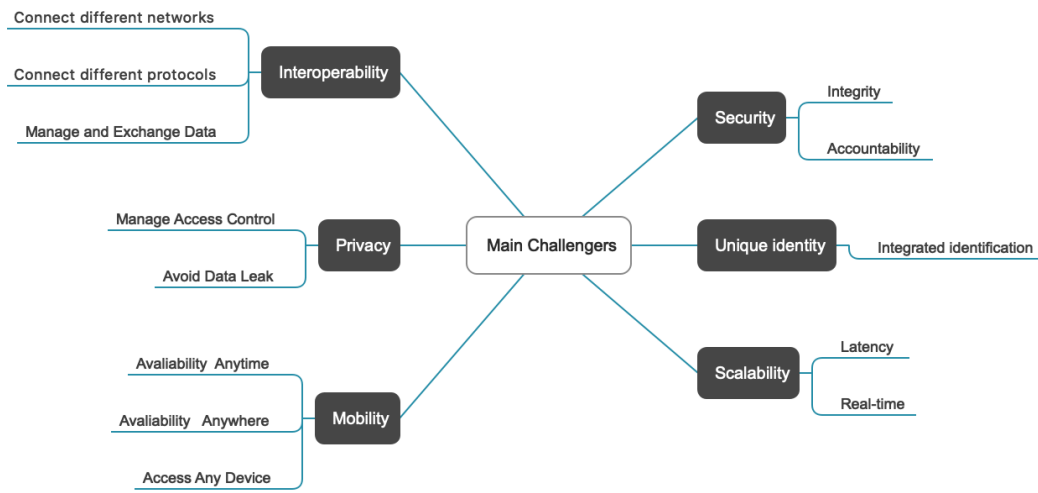 Connect different networks
Connect different protocols
Manage and Exchange Data
Interoperability
Manage Access Control
Avoid Data Leak
Privacy
Avaliability Anytime
Avaliability Anywhere
Access Any Device
Mobility
Main Challengers
Security
Integrity
Accountability
Unique identity
Integrated identification
Scalability
Latency
Real-time